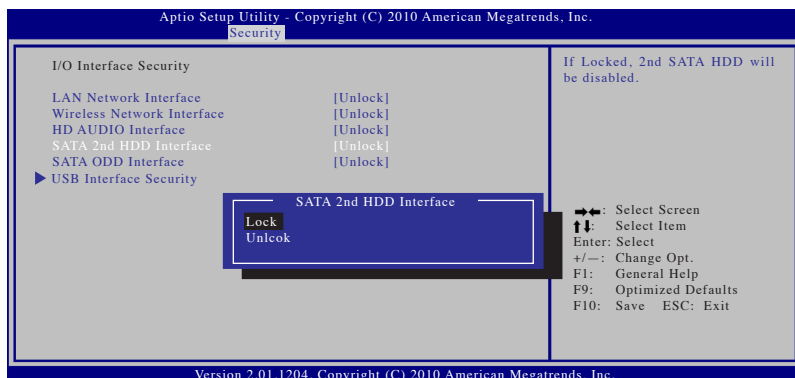 Aptio Setup Utility - Copyright (C) 2010 American Megatrends, Inc.
Security
I/O Interface Security
LAN Network Interface [Unlock]
Wireless Network Interface [Unlock]
HD AUDIO Interface [Unlock]
SATA 2nd HDD Interface [Unlock]
SATA ODD Interface [Unlock]
USB Interface Security
SATA 2nd HDD Interface
Lock
Unlcok
If Locked, 2nd SATA HDD will
be disabled.
→←: Select Screen
↑↓: Select Item
Enter: Select
+/—: Change Opt.
F1: General Help
F9: Optimized Defaults
F10: Save ESC: Exit
Version 2.01.1204. Copyright (C) 2010 American Megatrends, Inc.